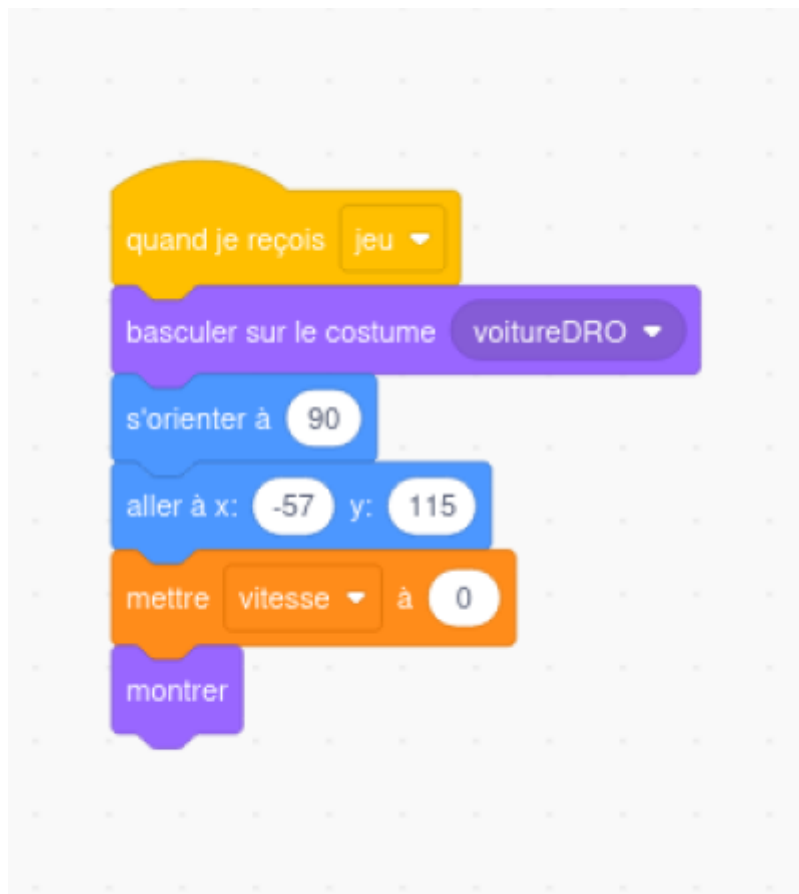 quand je reçois jeu
basculer sur le costume voitureDRO
s'orienter à 90
aller à x: -57 y: 115
mettre vitesse à 0
montrer